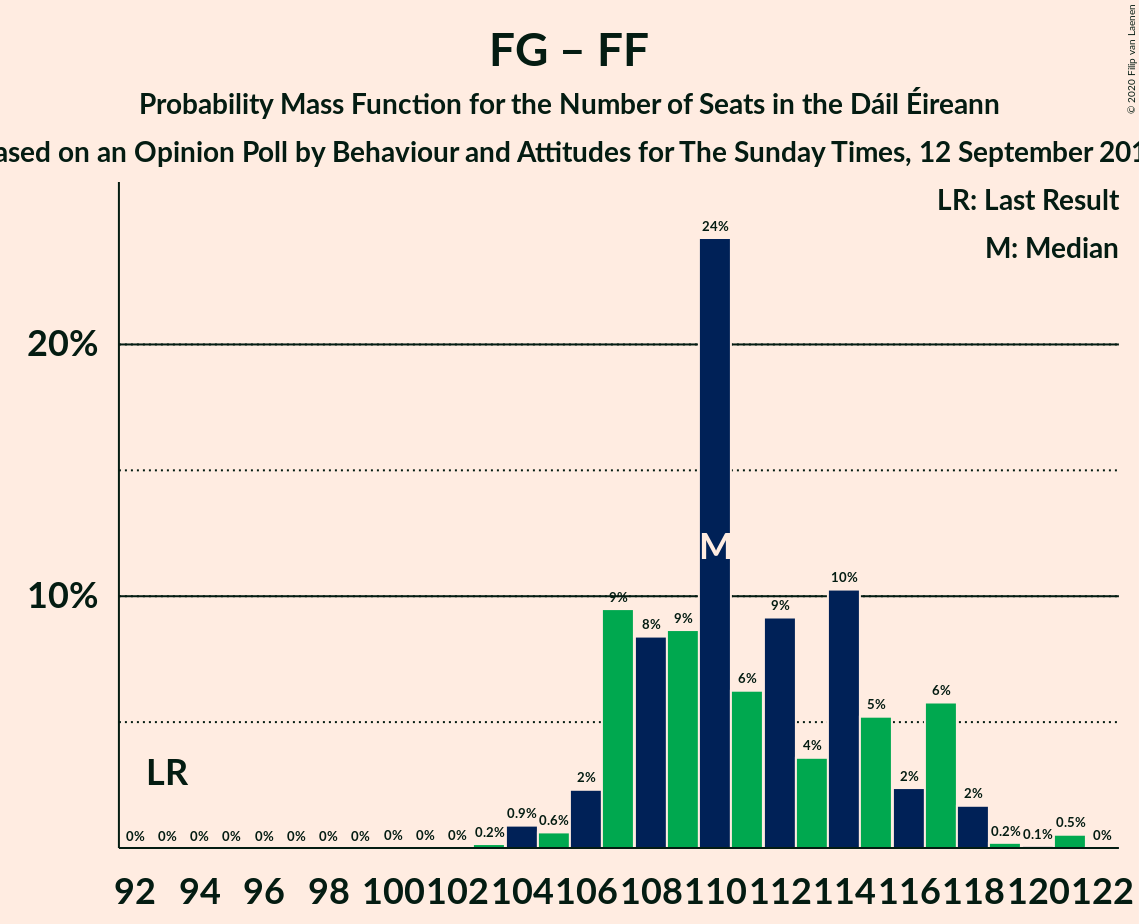 FG – FF
Probability Mass Function for the Number of Seats in the Dáil Éireann
ased on an Opinion Poll by Behaviour and Attitudes for The Sunday Times, 12 September 201
© 2020 Filip van Laenen
LR: Last Result
M: Median
20%
10%
LR
M
0% 0% 0% 0% 0% 0% 0% 0% 0% 0% 0% 0.2% 0.9% 0.6% 2% 9% 8% 9% 24% 6% 9% 4% 10% 5% 2% 6% 2% 0.2% 0.1% 0.5% 0%
92 94 96 98 100 102 104 106 108 110 112 114 116 118 120 122